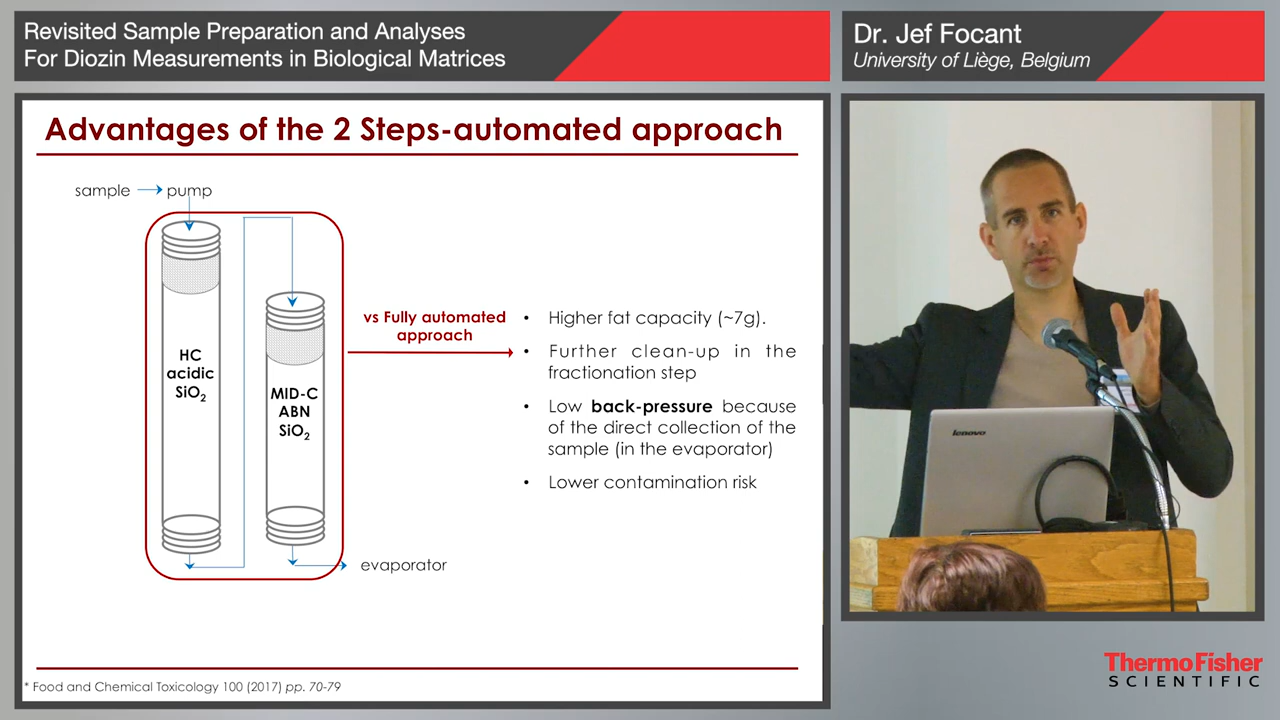 Revisited Sample Preparation and Analyses
For Diozin Measurements in Biological Matrices
Dr. Jef Focant
University of Liège, Belgium
Advantages of the 2 Steps-automated approach
sample
pump
HC
acidic
SiO2
MID-C
ABN
SiO2
evaporator
vs Fully automated
approach
• Higher fat capacity (~7g).
• Further clean-up in the
fractionation step
• Low back-pressure because
of the direct collection of the
sample (in the evaporator)
• Lower contamination risk
* Food and Chemical Toxicology 100 (2017) pp. 70-79
lenovo
ThermoFisher
SCIENTIFIC